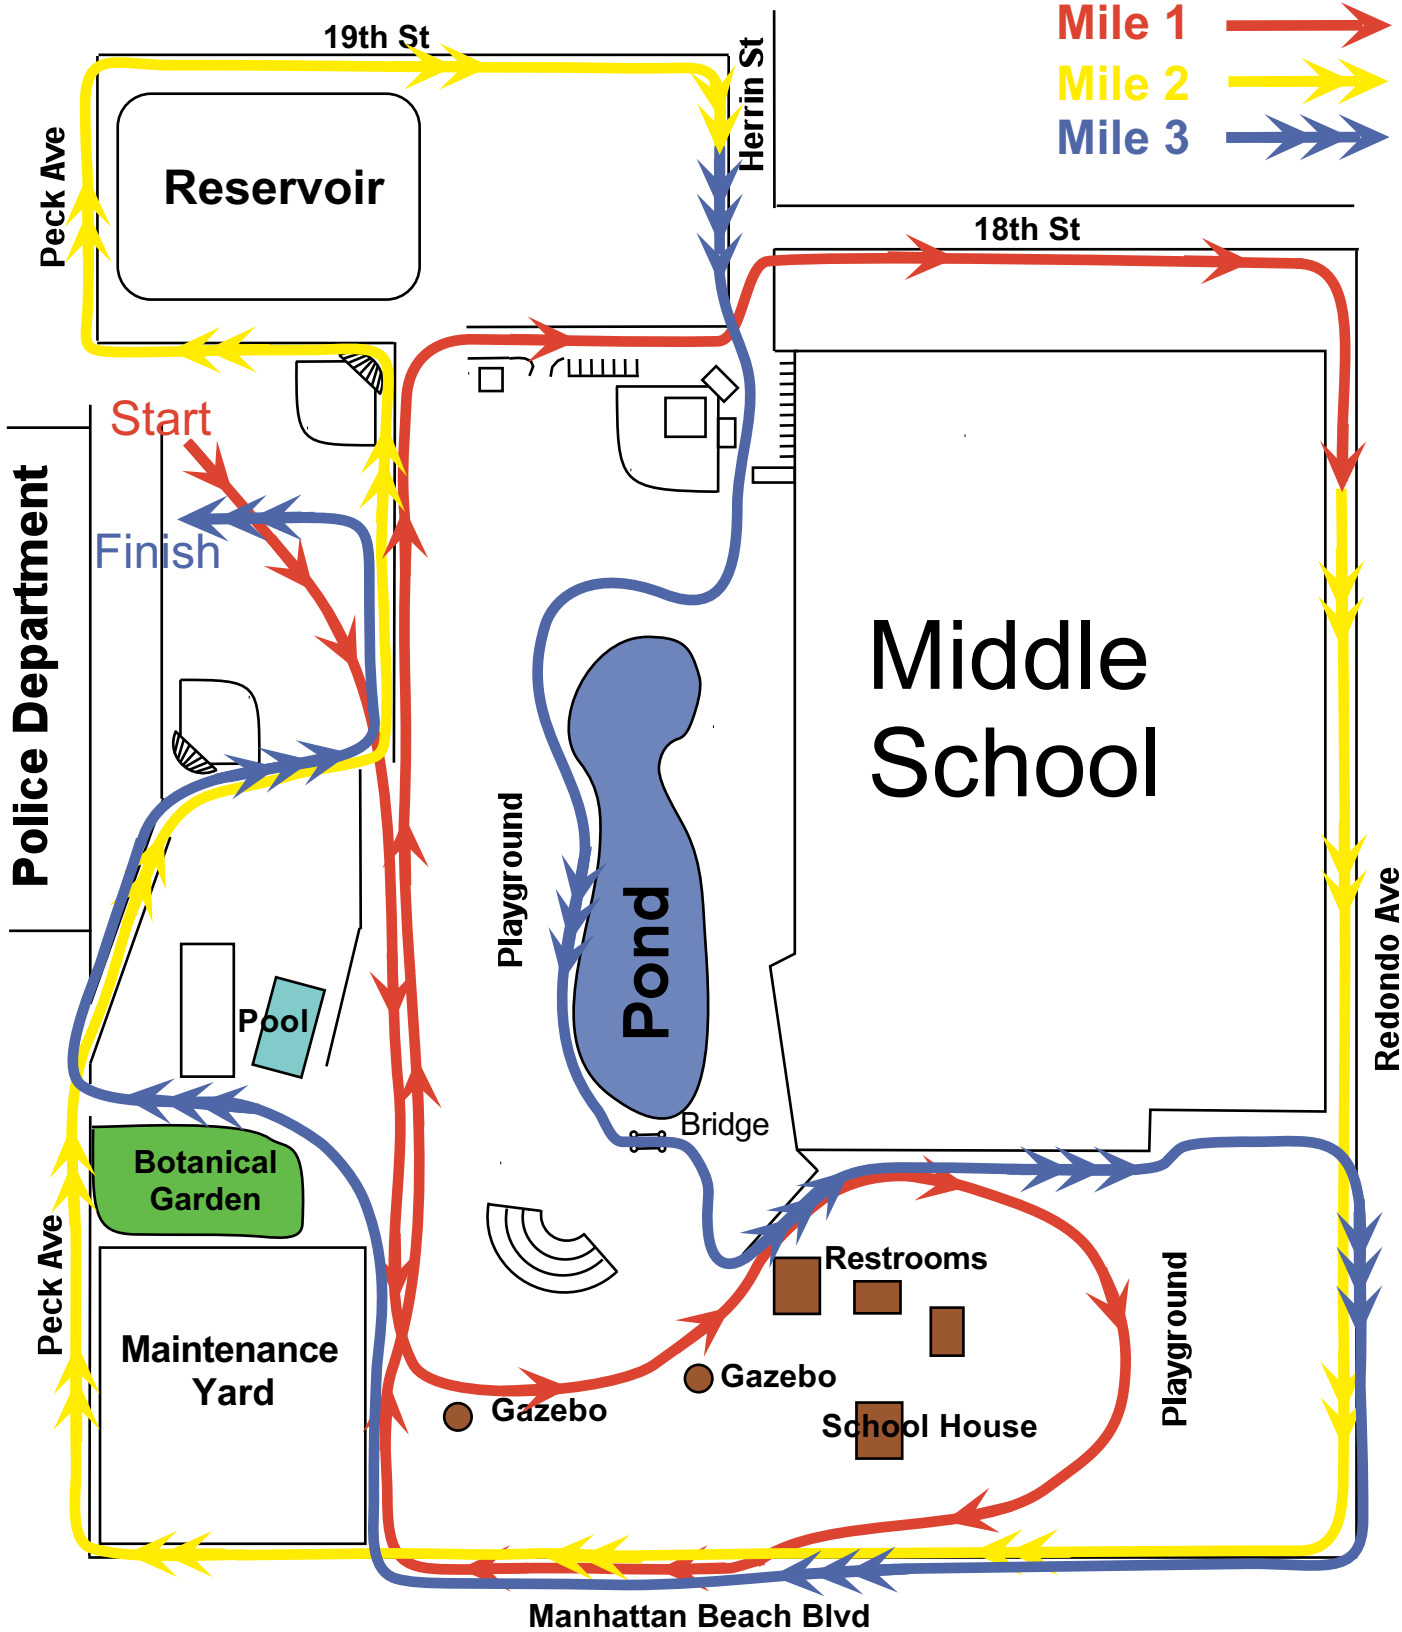 Mile 1
Mile 2
Mile 3
19th St
Herrin St
Peck Ave
Reservoir
18th St
Start
Finish
Police Department
Middle
School
Playground
Pond
Redondo Ave
Pool
Bridge
Botanical
Garden
Peck Ave
Restrooms
Playground
Maintenance
Yard
Gazebo
Gazebo
School House
Manhattan Beach Blvd